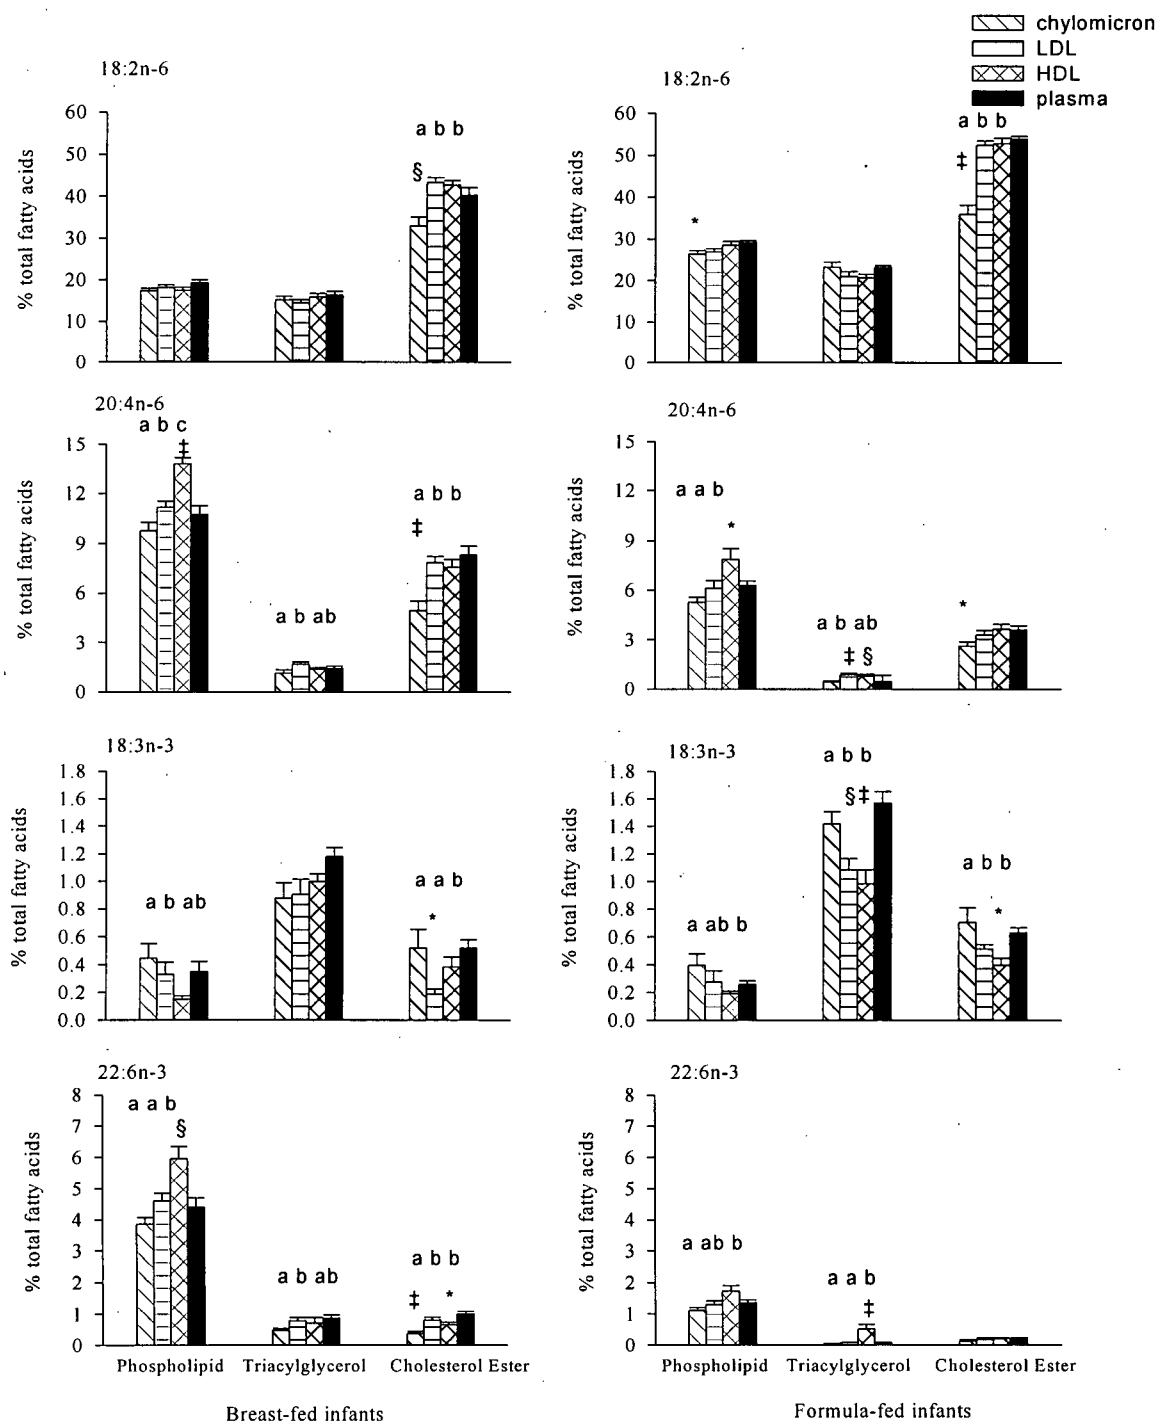 chylomicron
LDL
HDL
plasma
18:2n-6
60
50
40
30
20
10
0
% total fatty acids
a b b
§
18:2n-6
60
50
40
30
20
10
0
% total fatty acids
*
a b b
‡
20:4n-6
15
12
9
6
3
0
% total fatty acids
a b c
‡
a b ab
a b b
‡
20:4n-6
15
12
9
6
3
0
% total fatty acids
a a b
*
a b ab
‡ §
*
18:3n-3
1.8
1.6
1.4
1.2
1.0
0.8
0.6
0.4
0.2
0.0
% total fatty acids
a b ab
a a b
*
18:3n-3
1.8
1.6
1.4
1.2
1.0
0.8
0.6
0.4
0.2
0.0
% total fatty acids
a ab b
a b b
§ ‡
a b b
*
22:6n-3
8
7
6
5
4
3
2
1
0
% total fatty acids
a a b
§
a b ab
a b b
‡ *
Phospholipid Triacylglycerol Cholesterol Ester
Breast-fed infants
22:6n-3
8
7
6
5
4
3
2
1
0
% total fatty acids
a ab b
a a b
‡
Phospholipid Triacylglycerol Cholesterol Ester
Formula-fed infants